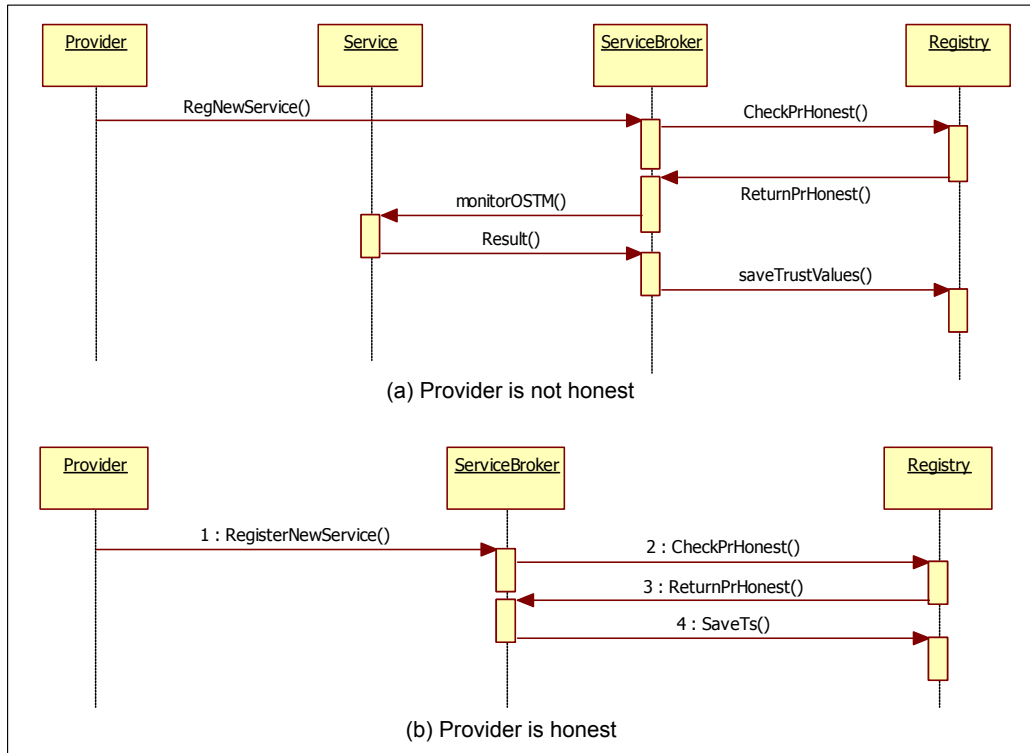 Provider
Service
ServiceBroker
Registry
RegNewService()
CheckPrHonest()
ReturnPrHonest()
monitorOSTM()
Result()
saveTrustValues()
(a) Provider is not honest
Provider
ServiceBroker
Registry
1 : RegisterNewService()
2 : CheckPrHonest()
3 : ReturnPrHonest()
4 : SaveTs()
(b) Provider is honest